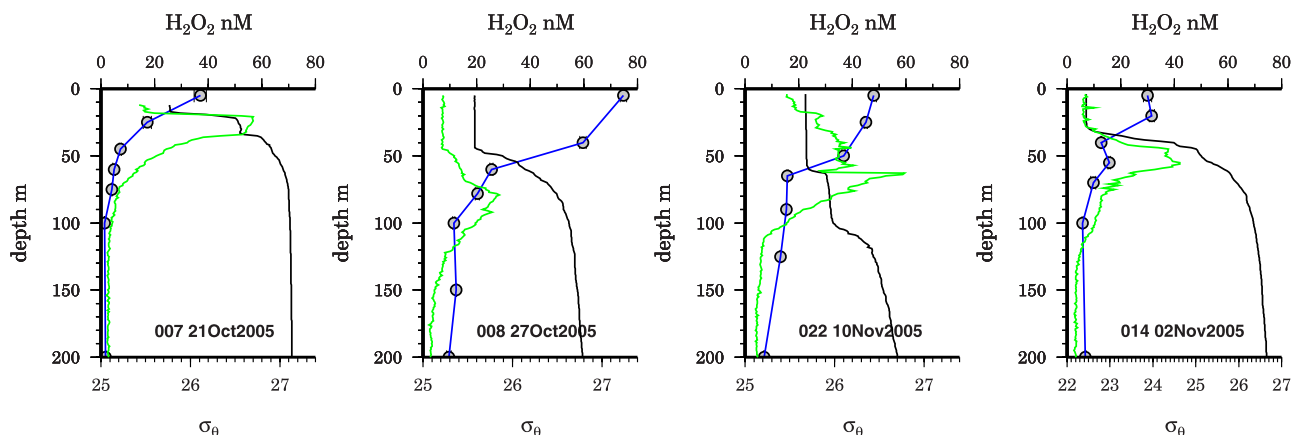 H₂O₂ nM
H₂O₂ nM
H₂O₂ nM
H₂O₂ nM
0 20 40 60 80
0 20 40 60 80
0 20 40 60 80
0 20 40 60 80
depth m
0
50
100
150
200
007 21Oct2005
25 26 27
σθ
depth m
0
50
100
150
200
008 27Oct2005
25 26 27
σθ
depth m
0
50
100
150
200
022 10Nov2005
25 26 27
σθ
depth m
0
50
100
150
200
014 02Nov2005
22 23 24 25 26 27
σθ